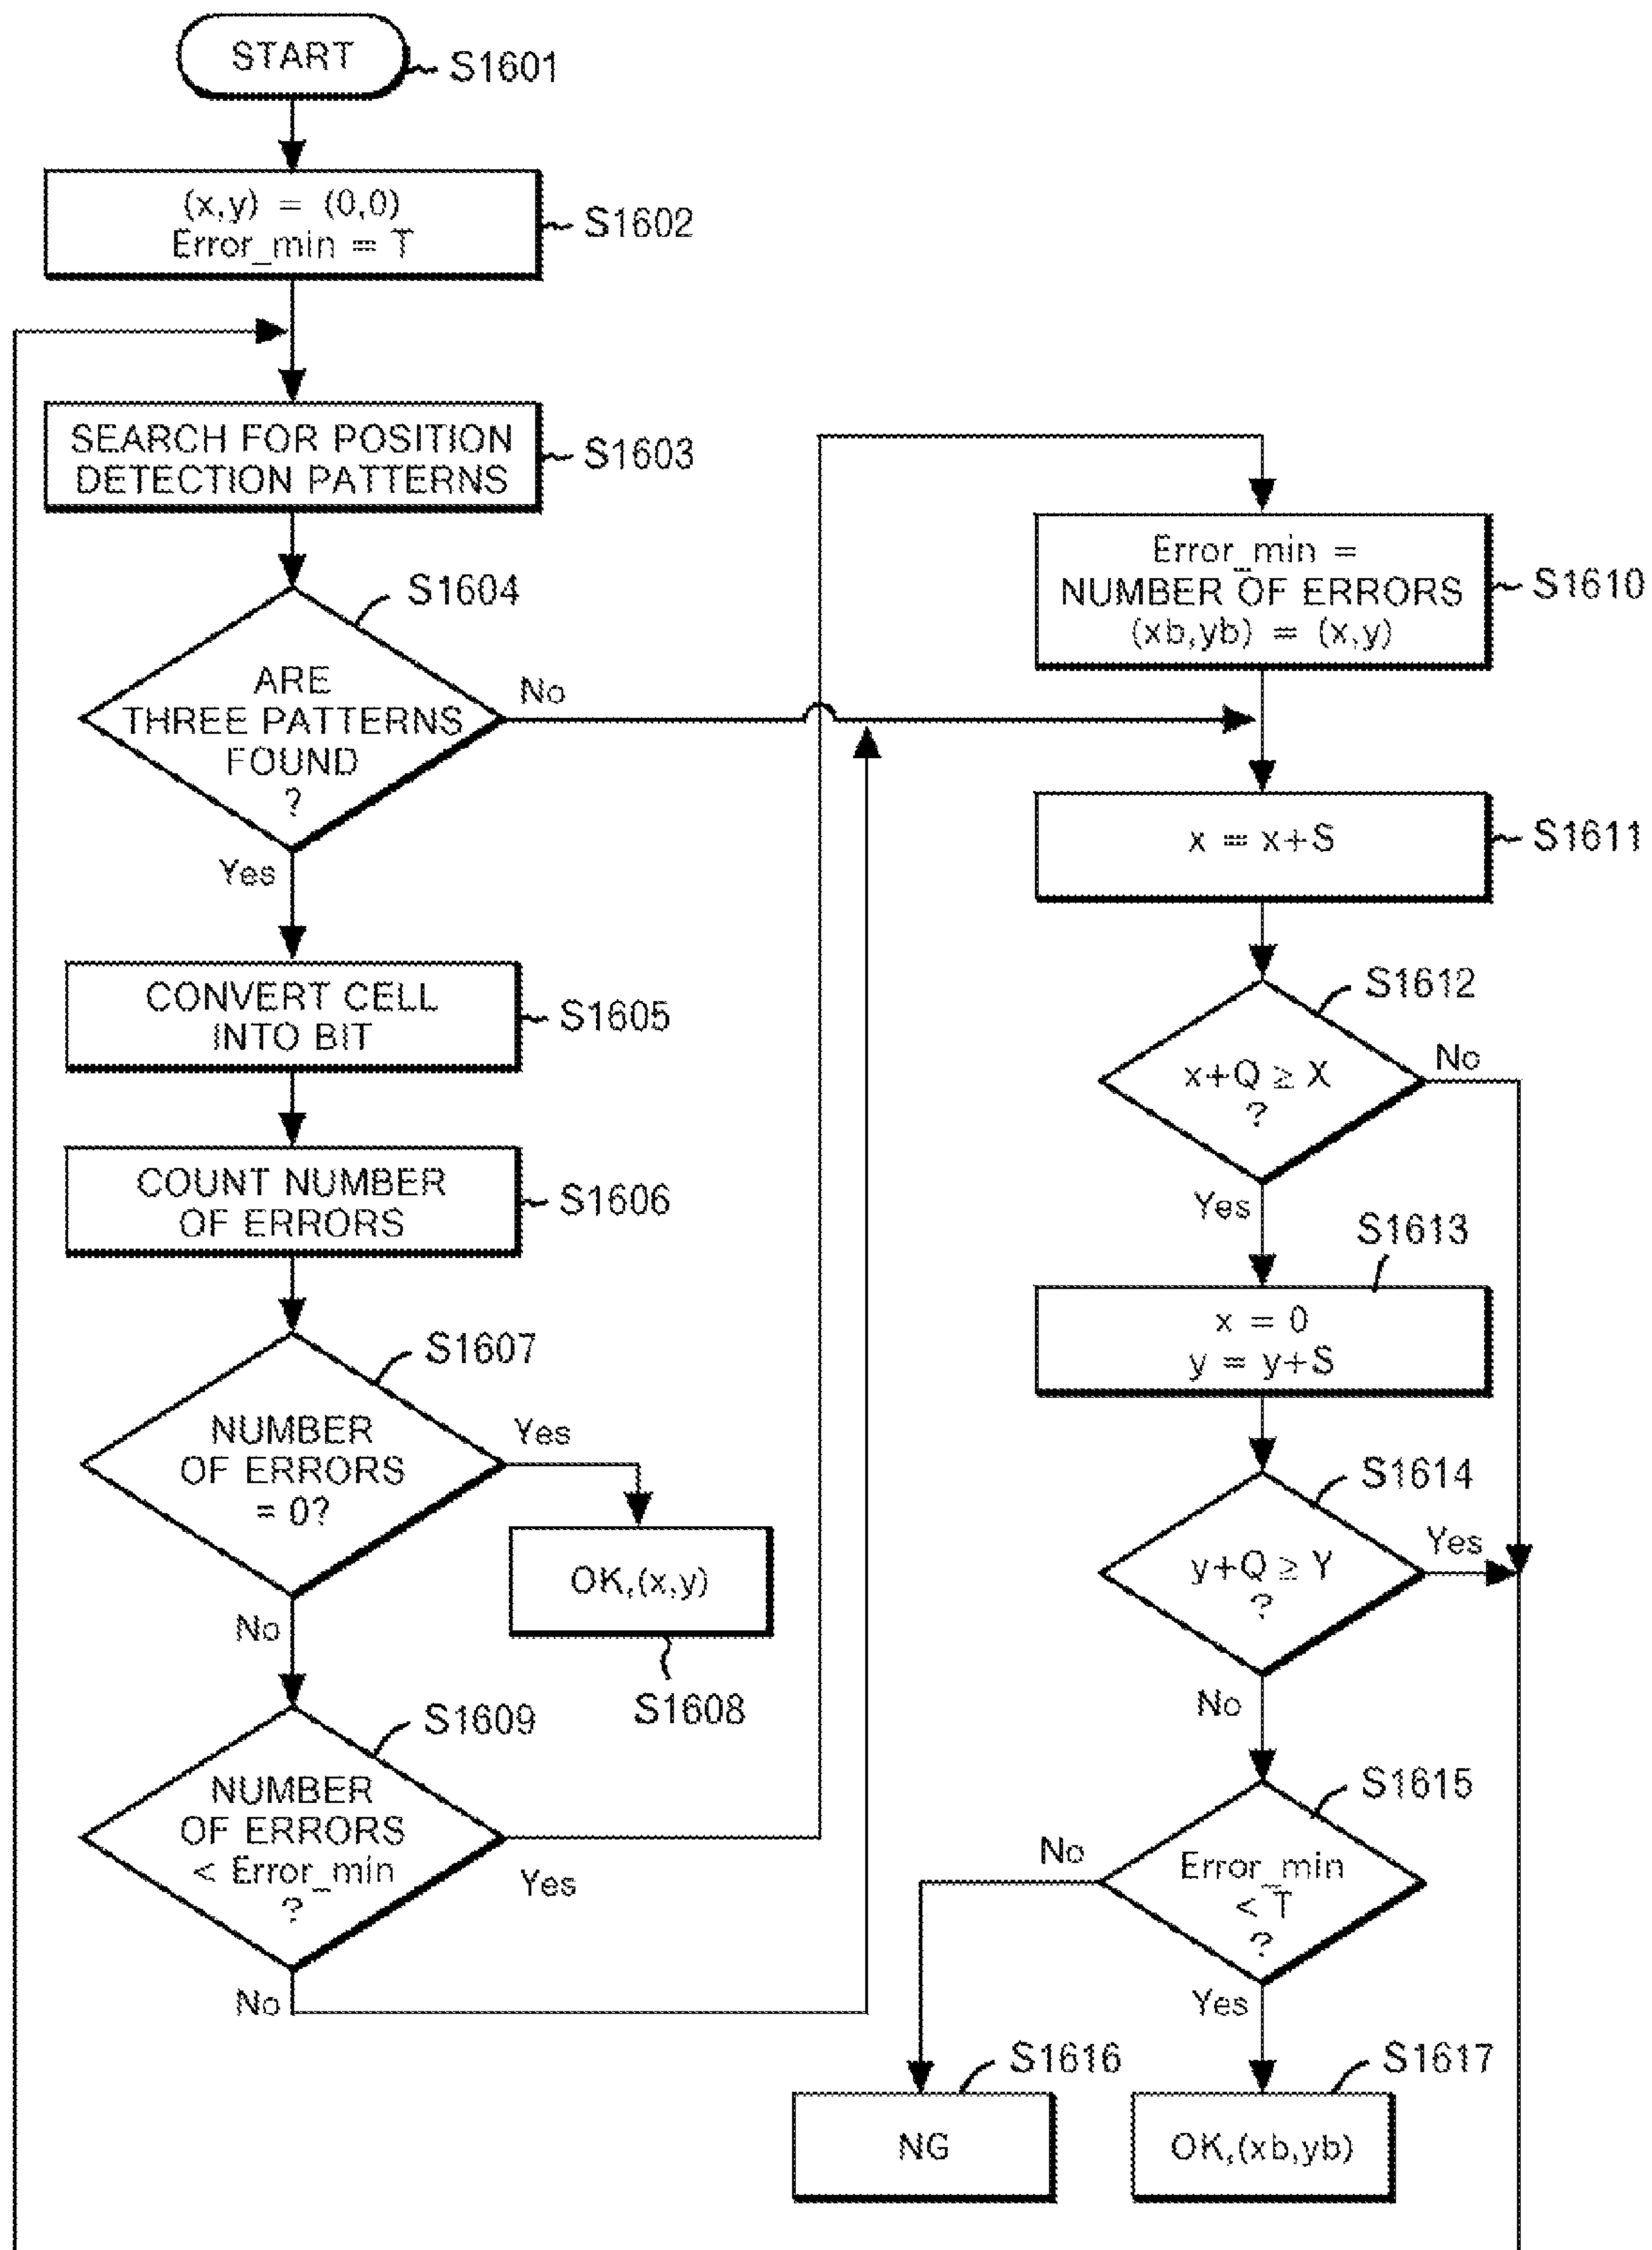 START
S1601
(x,y) = (0,0)
Error_min = T
S1602
SEARCH FOR POSITION
DETECTION PATTERNS
S1603
S1604
ARE
THREE PATTERNS
FOUND
?
No
Yes
CONVERT CELL
INTO BIT
S1605
COUNT NUMBER
OF ERRORS
S1606
S1607
NUMBER
OF ERRORS
= 0?
Yes
No
OK,(x,y)
S1608
S1609
NUMBER
OF ERRORS
< Error_min
?
Yes
No
Error_min =
NUMBER OF ERRORS
(xb,yb) = (x,y)
S1610
x = x+S
S1611
S1612
x+Q ≥ X
?
No
Yes
S1613
x = 0
y = y+S
S1614
y+Q ≥ Y
?
Yes
No
S1615
Error_min
< T
?
No
Yes
S1616
NG
S1617
OK,(xb,yb)